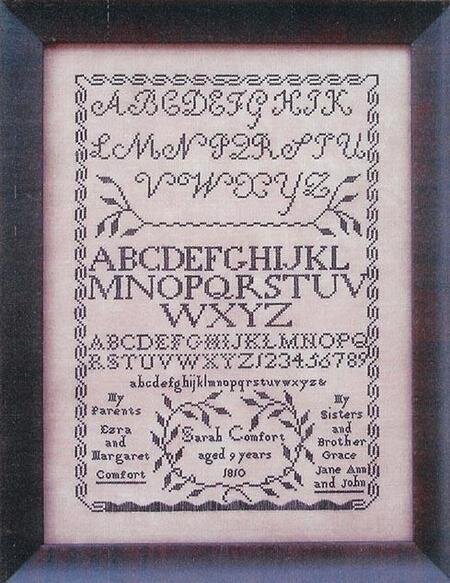 ABCDEFGHIK
LMNPQRSTU
VWXYZ
ABCDEFGHIJKL
MNOPQRSTUV
WXYZ
ABCDEFGHIJKLMNOPQ
RSTUVWXYZ123456789
abcdefghijklmnopqrstuvwxyz&
My
Parents
Ezra
and
Margaret
Comfort
Sarah Comfort
aged 9 years
1810
My
Sisters
and
Brother
Grace
Jane Ann
and John